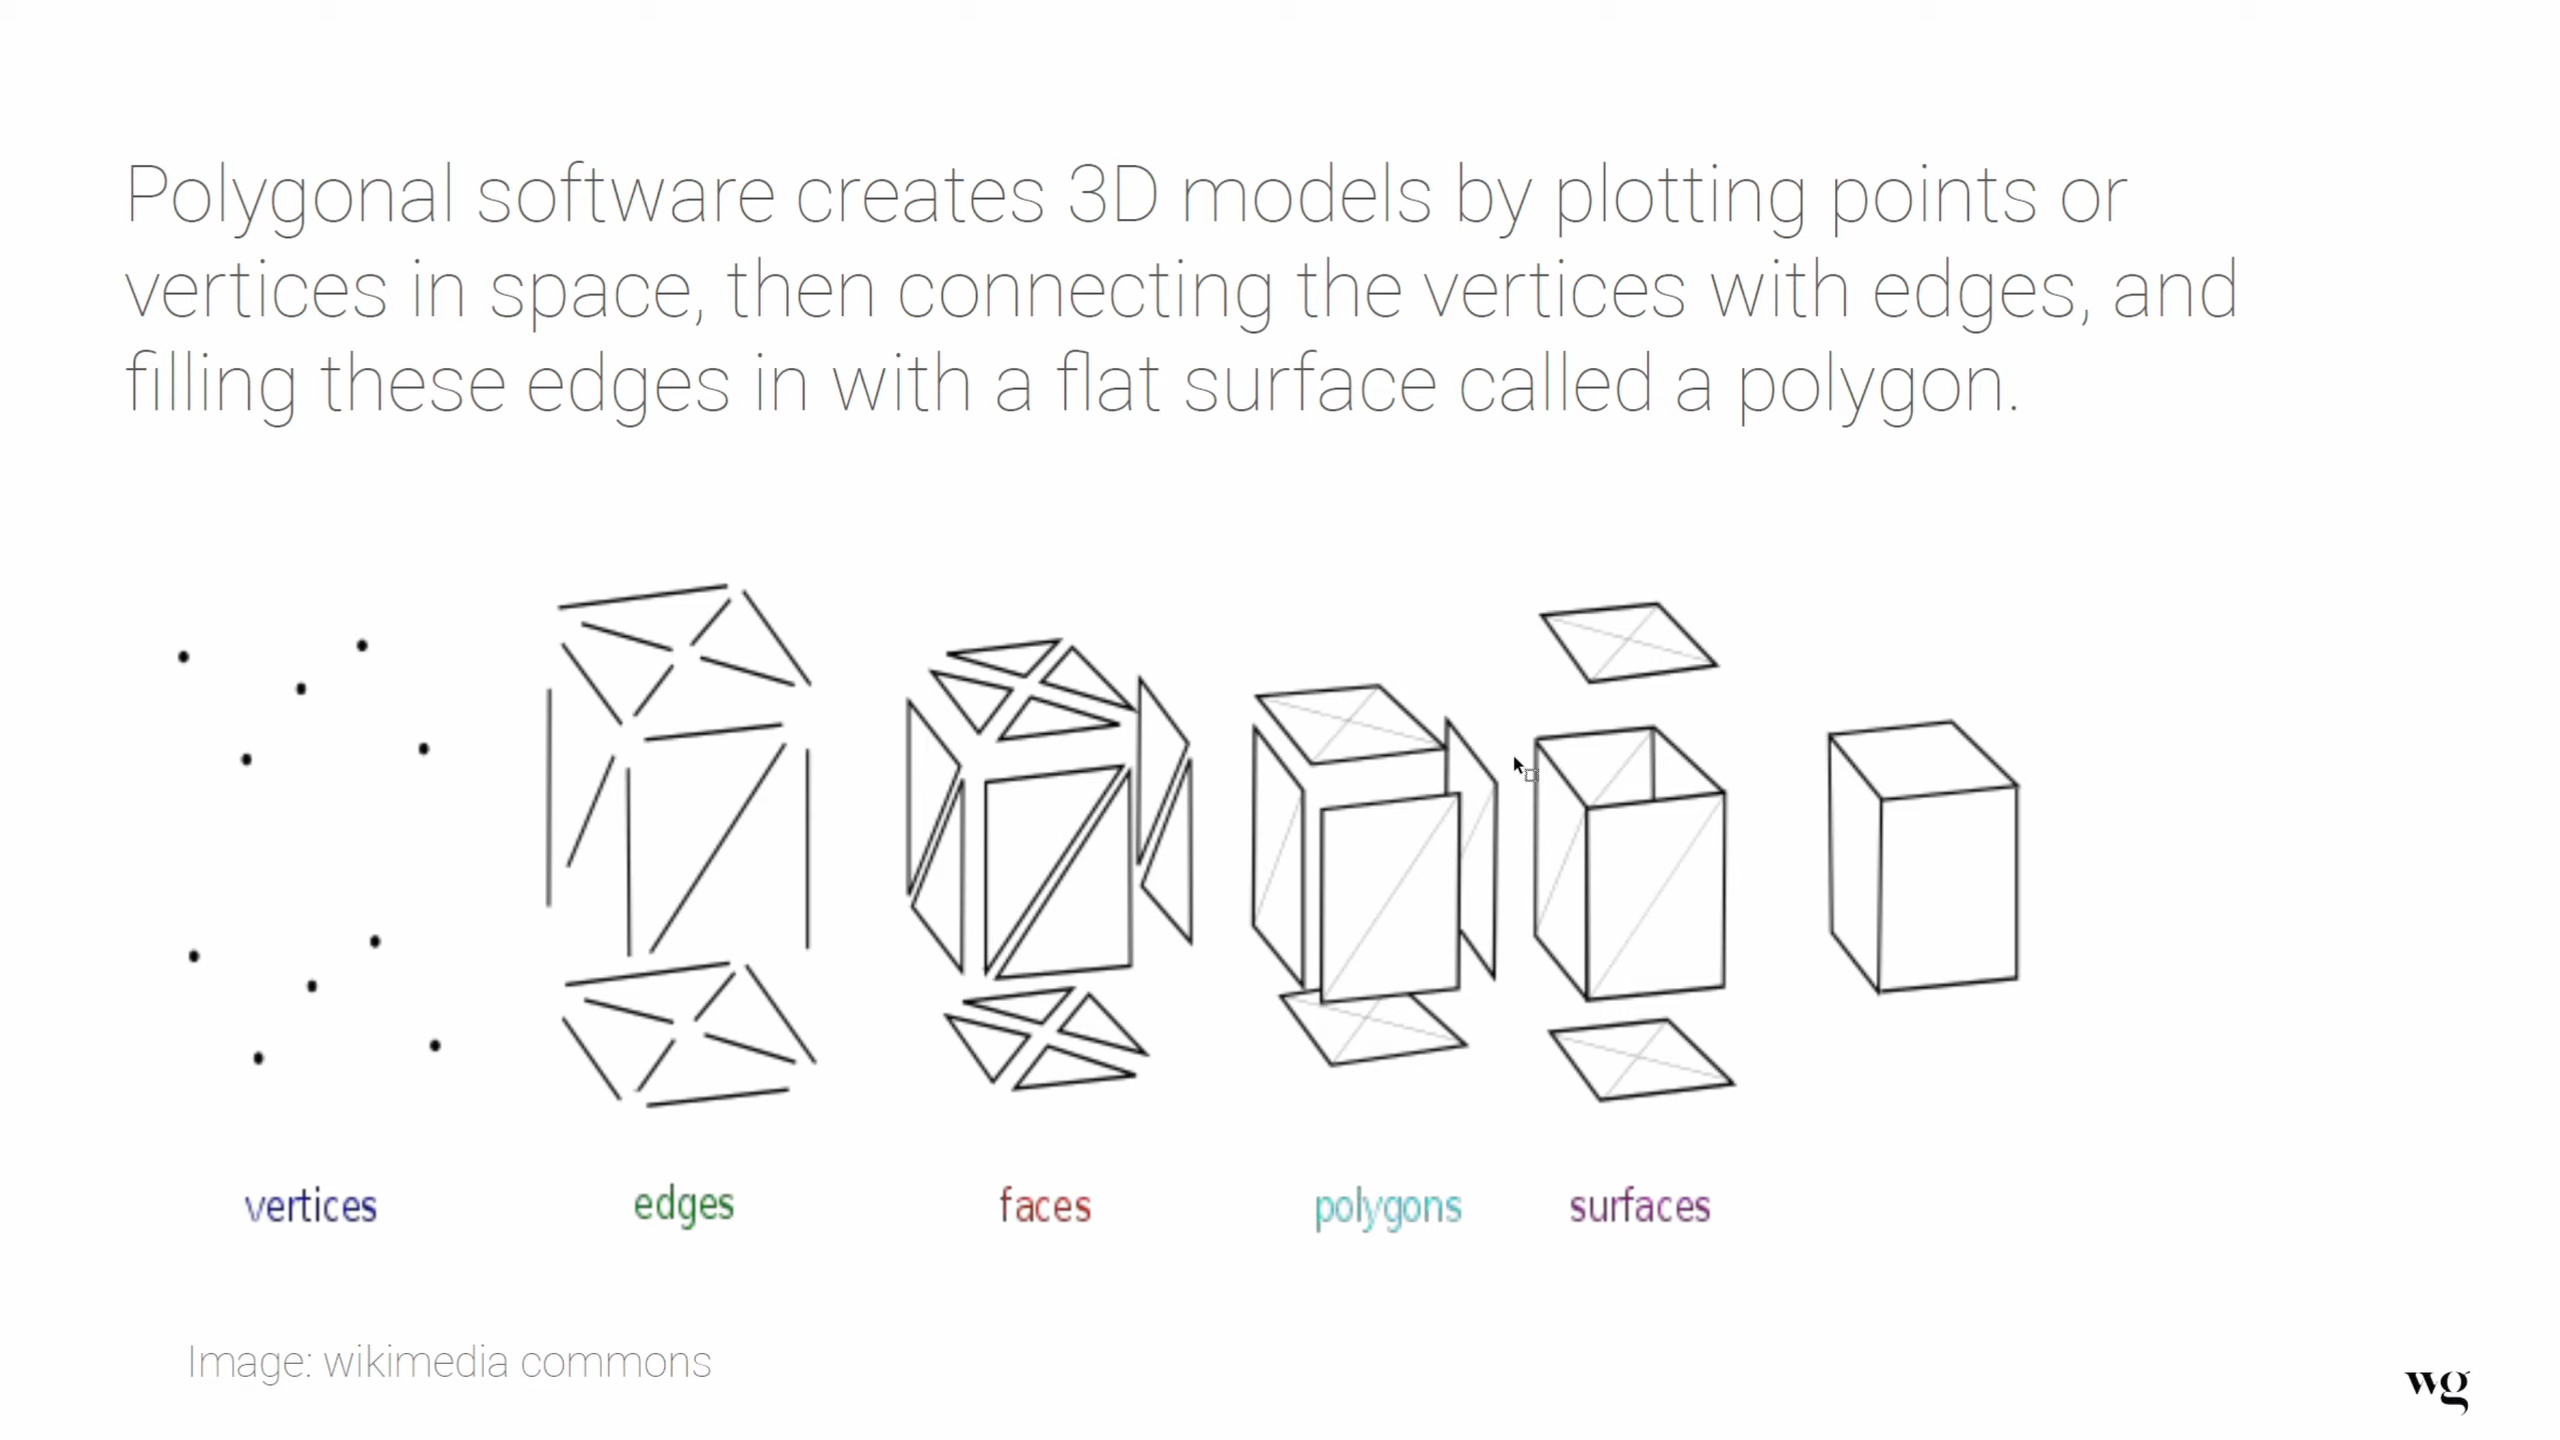 Polygonal software creates 3D models by plotting points or
vertices in space, then connecting the vertices with edges, and
filling these edges in with a flat surface called a polygon.
vertices
edges
faces
polygons
surfaces
Image: wikimedia commons
wg